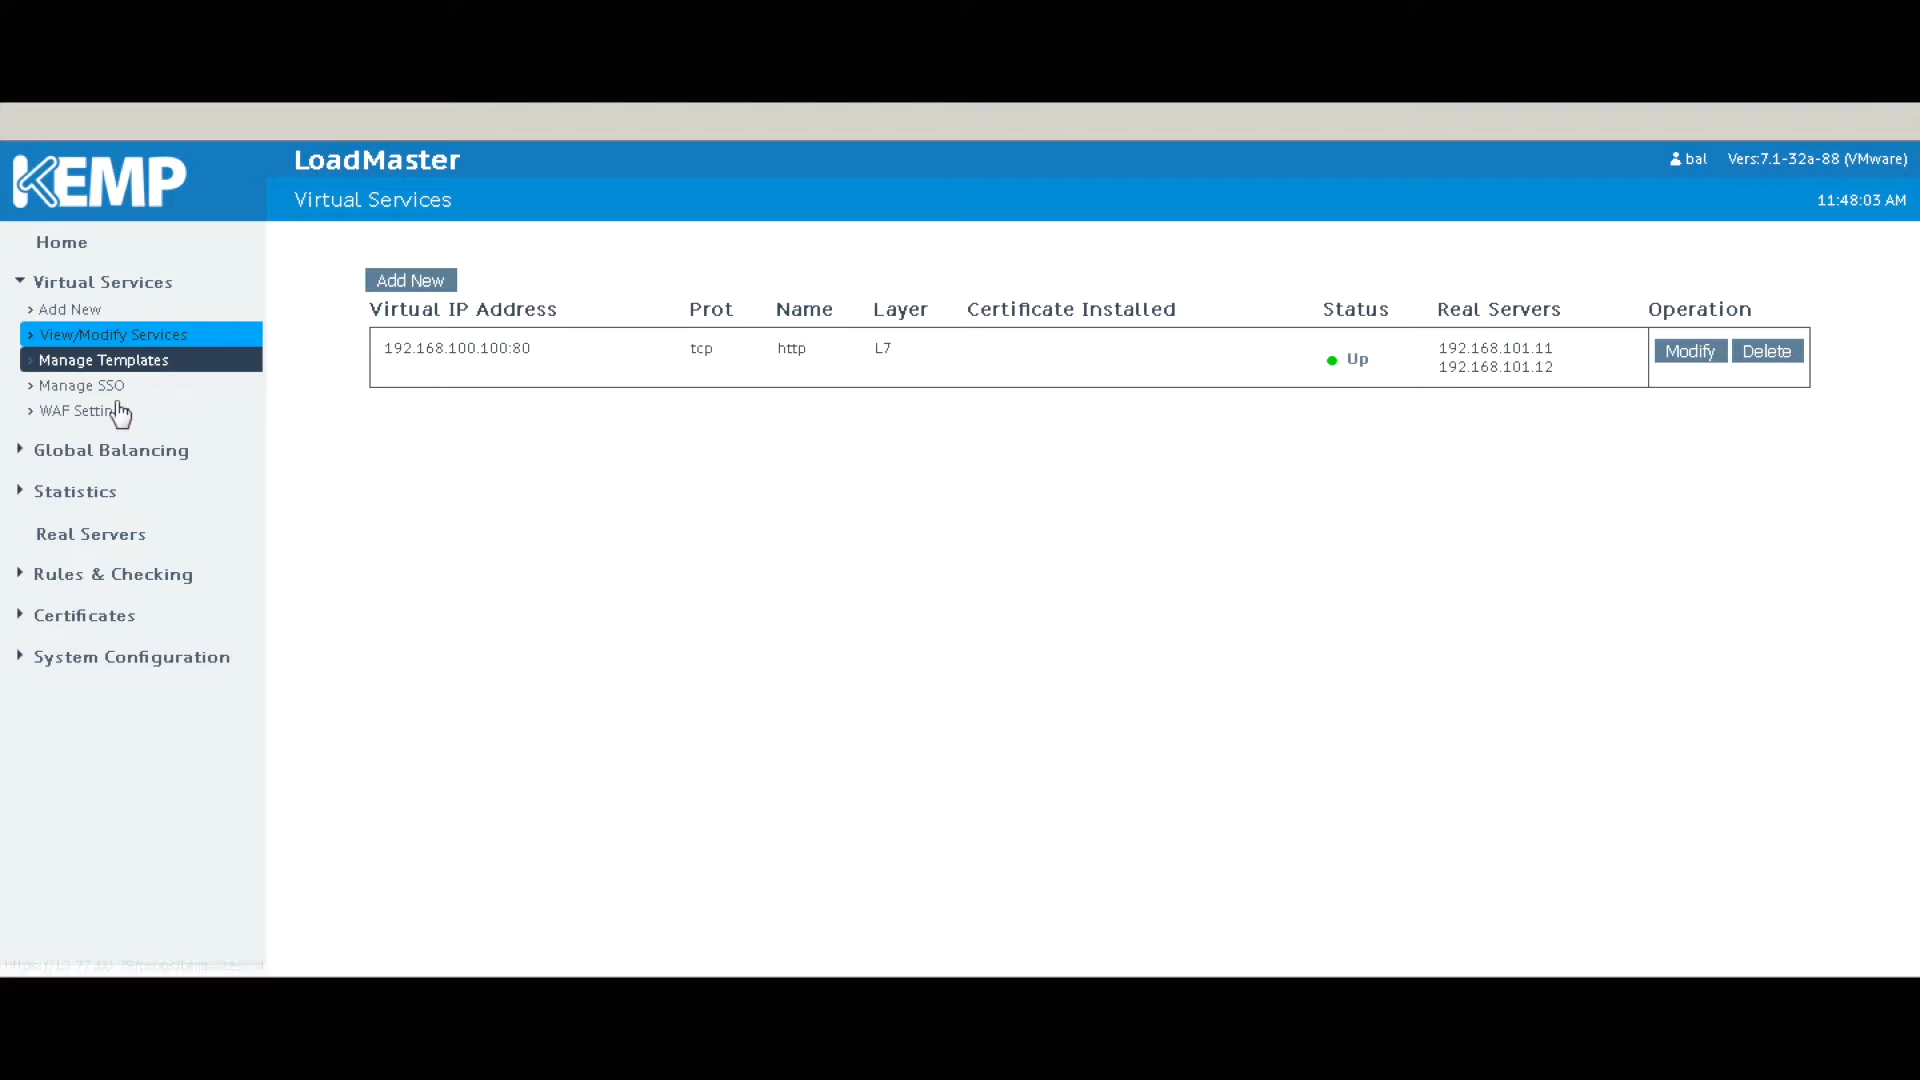 KEMP
LoadMaster
bal Vers:7.1-32a-88 (VMware)
Virtual Services
11:48:03 AM
Home
Virtual Services
> Add New
> View/Modify Services
> Manage Templates
> Manage SSO
> WAF
Global Balancing
Statistics
Real Servers
Rules & Checking
Certificates
System Configuration
Add New
Virtual IP Address Prot Name Layer Certificate Installed Status Real Servers Operation
192.168.100.100:80 tcp http L7 Up 192.168.101.11 Modify Delete
192.168.101.12